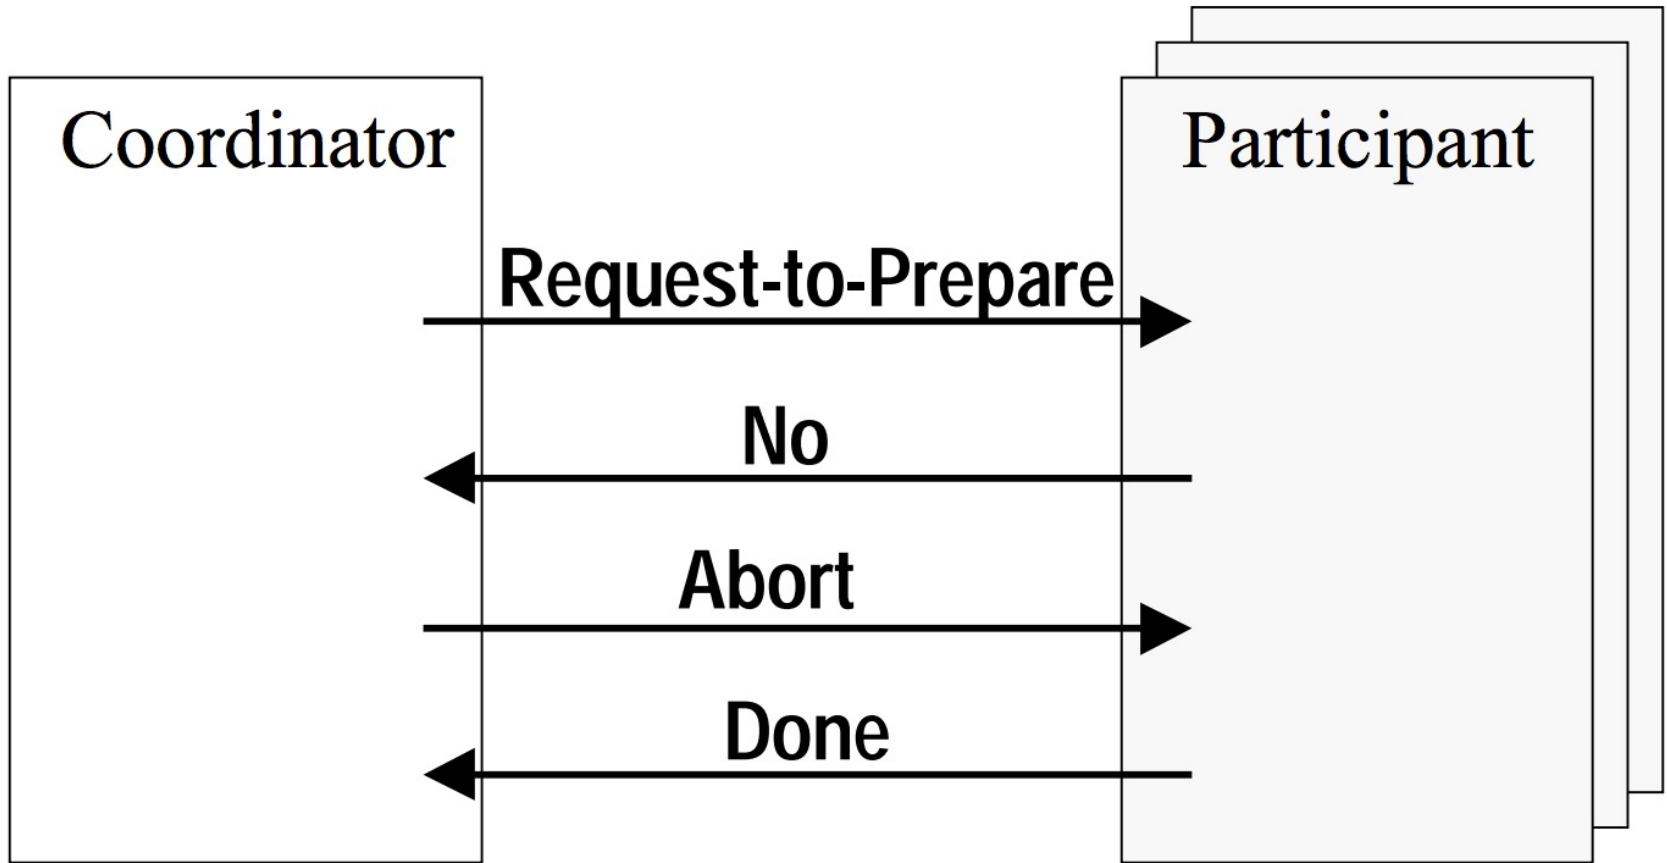 Coordinator
Participant
Request-to-Prepare
No
Abort
Done